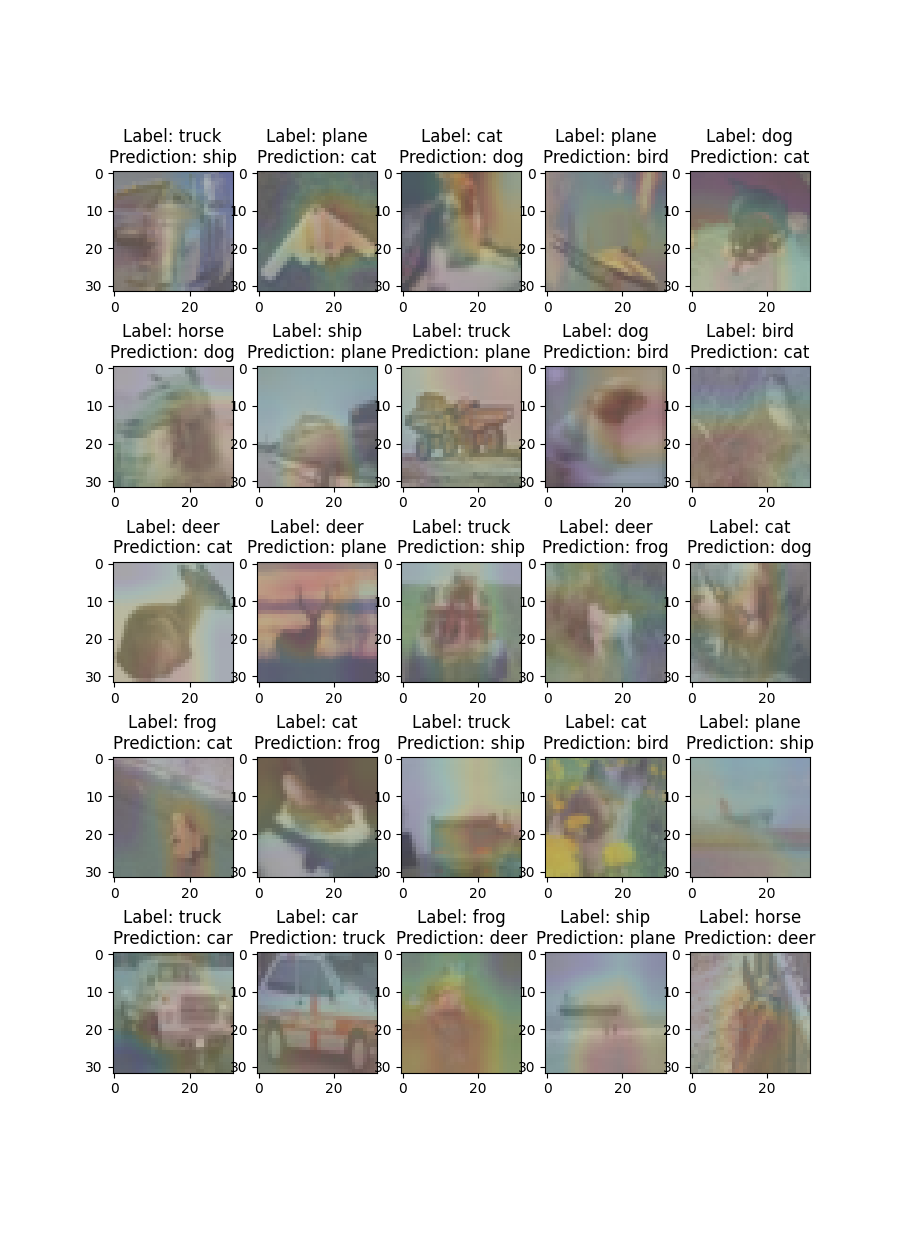 Label: truck
Prediction: ship
Label: plane
Prediction: cat
Label: cat
Prediction: dog
Label: plane
Prediction: bird
Label: dog
Prediction: cat
0
10
20
30
0 20
0
10
20
30
0 20
0
10
20
30
0 20
0
10
20
30
0 20
0
10
20
30
0 20
Label: horse
Prediction: dog
Label: ship
Prediction: plane
Label: truck
Prediction: plane
Label: dog
Prediction: bird
Label: bird
Prediction: cat
0
10
20
30
0 20
0
10
20
30
0 20
0
10
20
30
0 20
0
10
20
30
0 20
0
10
20
30
0 20
Label: deer
Prediction: cat
Label: deer
Prediction: plane
Label: truck
Prediction: ship
Label: deer
Prediction: frog
Label: cat
Prediction: dog
0
10
20
30
0 20
0
10
20
30
0 20
0
10
20
30
0 20
0
10
20
30
0 20
0
10
20
30
0 20
Label: frog
Prediction: cat
Label: cat
Prediction: frog
Label: truck
Prediction: ship
Label: cat
Prediction: bird
Label: plane
Prediction: ship
0
10
20
30
0 20
0
10
20
30
0 20
0
10
20
30
0 20
0
10
20
30
0 20
0
10
20
30
0 20
Label: truck
Prediction: car
Label: car
Prediction: truck
Label: frog
Prediction: deer
Label: ship
Prediction: plane
Label: horse
Prediction: deer
0
10
20
30
0 20
0
10
20
30
0 20
0
10
20
30
0 20
0
10
20
30
0 20
0
10
20
30
0 20